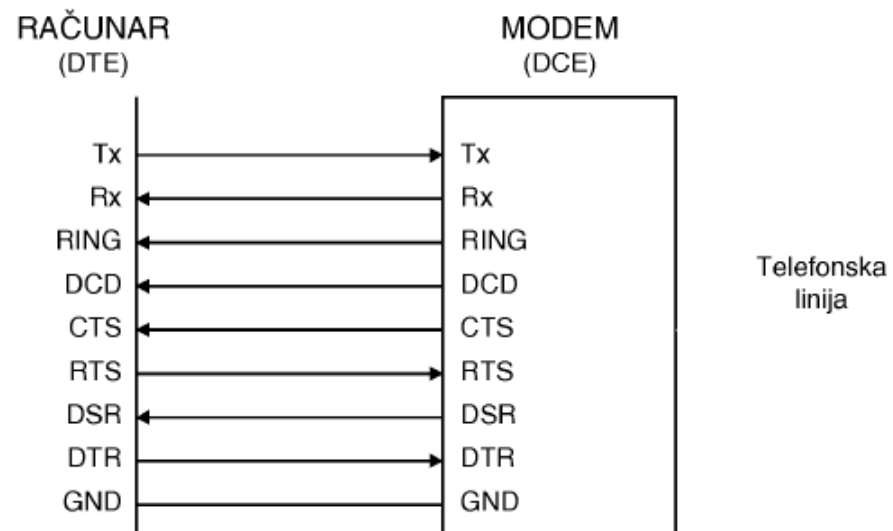 RAČUNAR
(DTE)
MODEM
(DCE)
Tx
Tx
Rx
Rx
RING
RING
DCD
DCD
CTS
CTS
RTS
RTS
DSR
DSR
DTR
DTR
GND
GND
Telefonska
linija